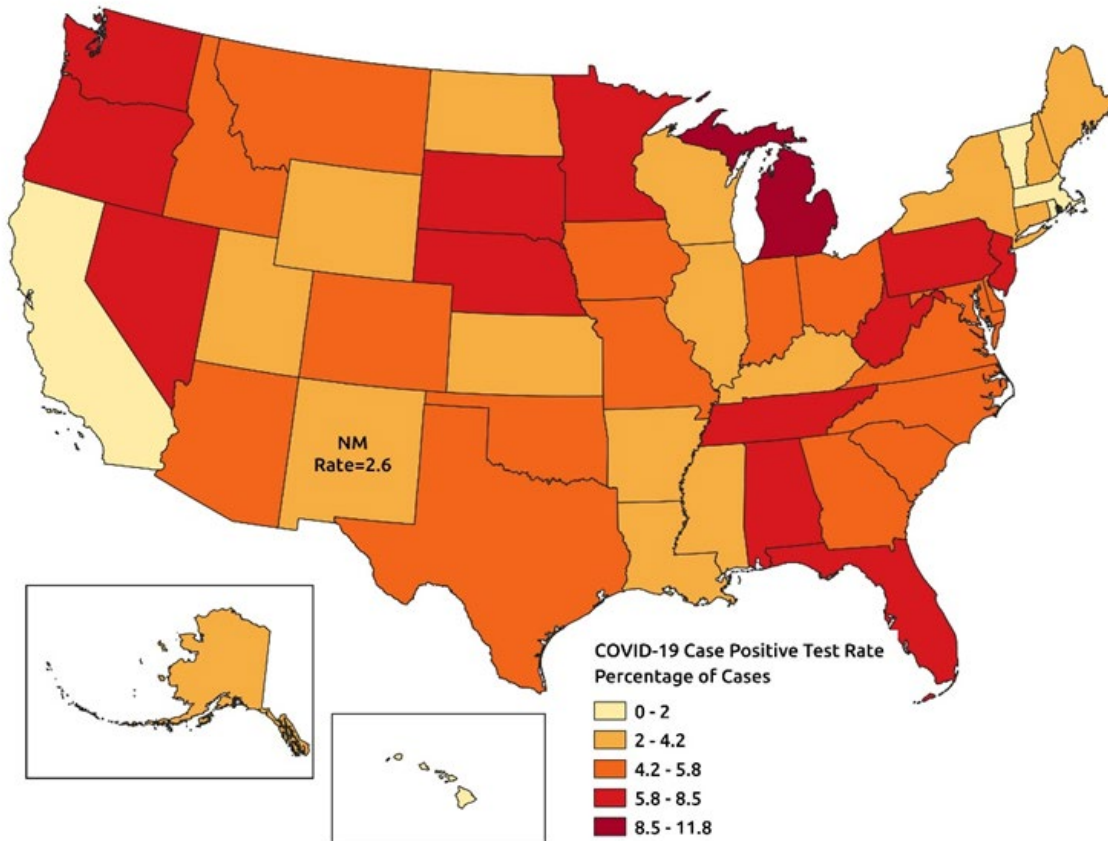 NM
Rate=2.6
COVID-19 Case Positive Test Rate
Percentage of Cases
0 - 2
2 - 4.2
4.2 - 5.8
5.8 - 8.5
8.5 - 11.8